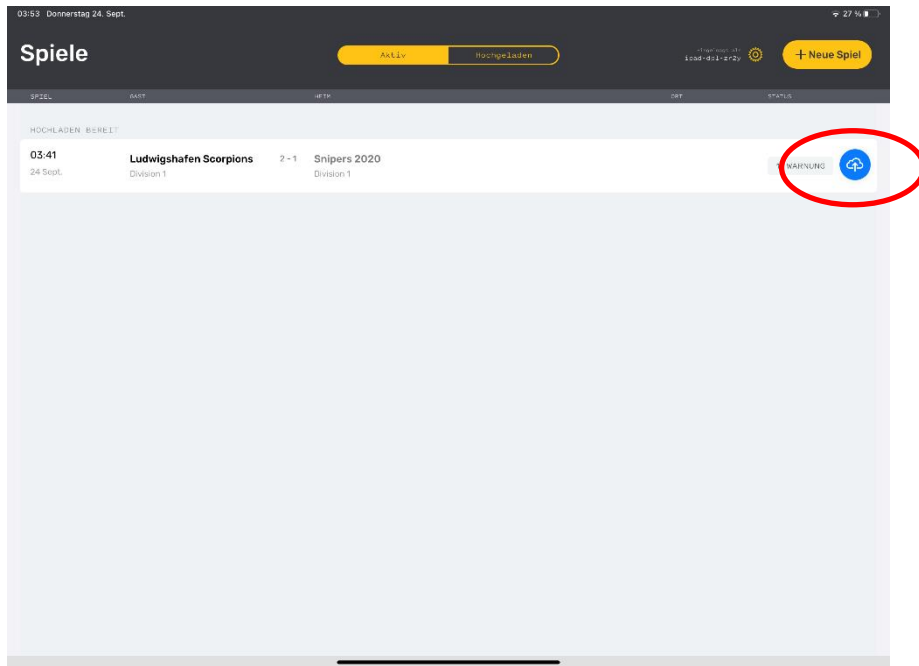 03:53 Donnerstag 24. Sept.
27 %
Spiele
Aktiv
Hochgeladen
+ Neue Spiel
SPIEL
GAST
HEIM
ORT
STATUS
HOCHLADEN BEREIT
03:41
Ludwigshafen Scorpions
2 - 1
Snipers 2020
WARNUNG
24 Sept.
Division 1
Division 1